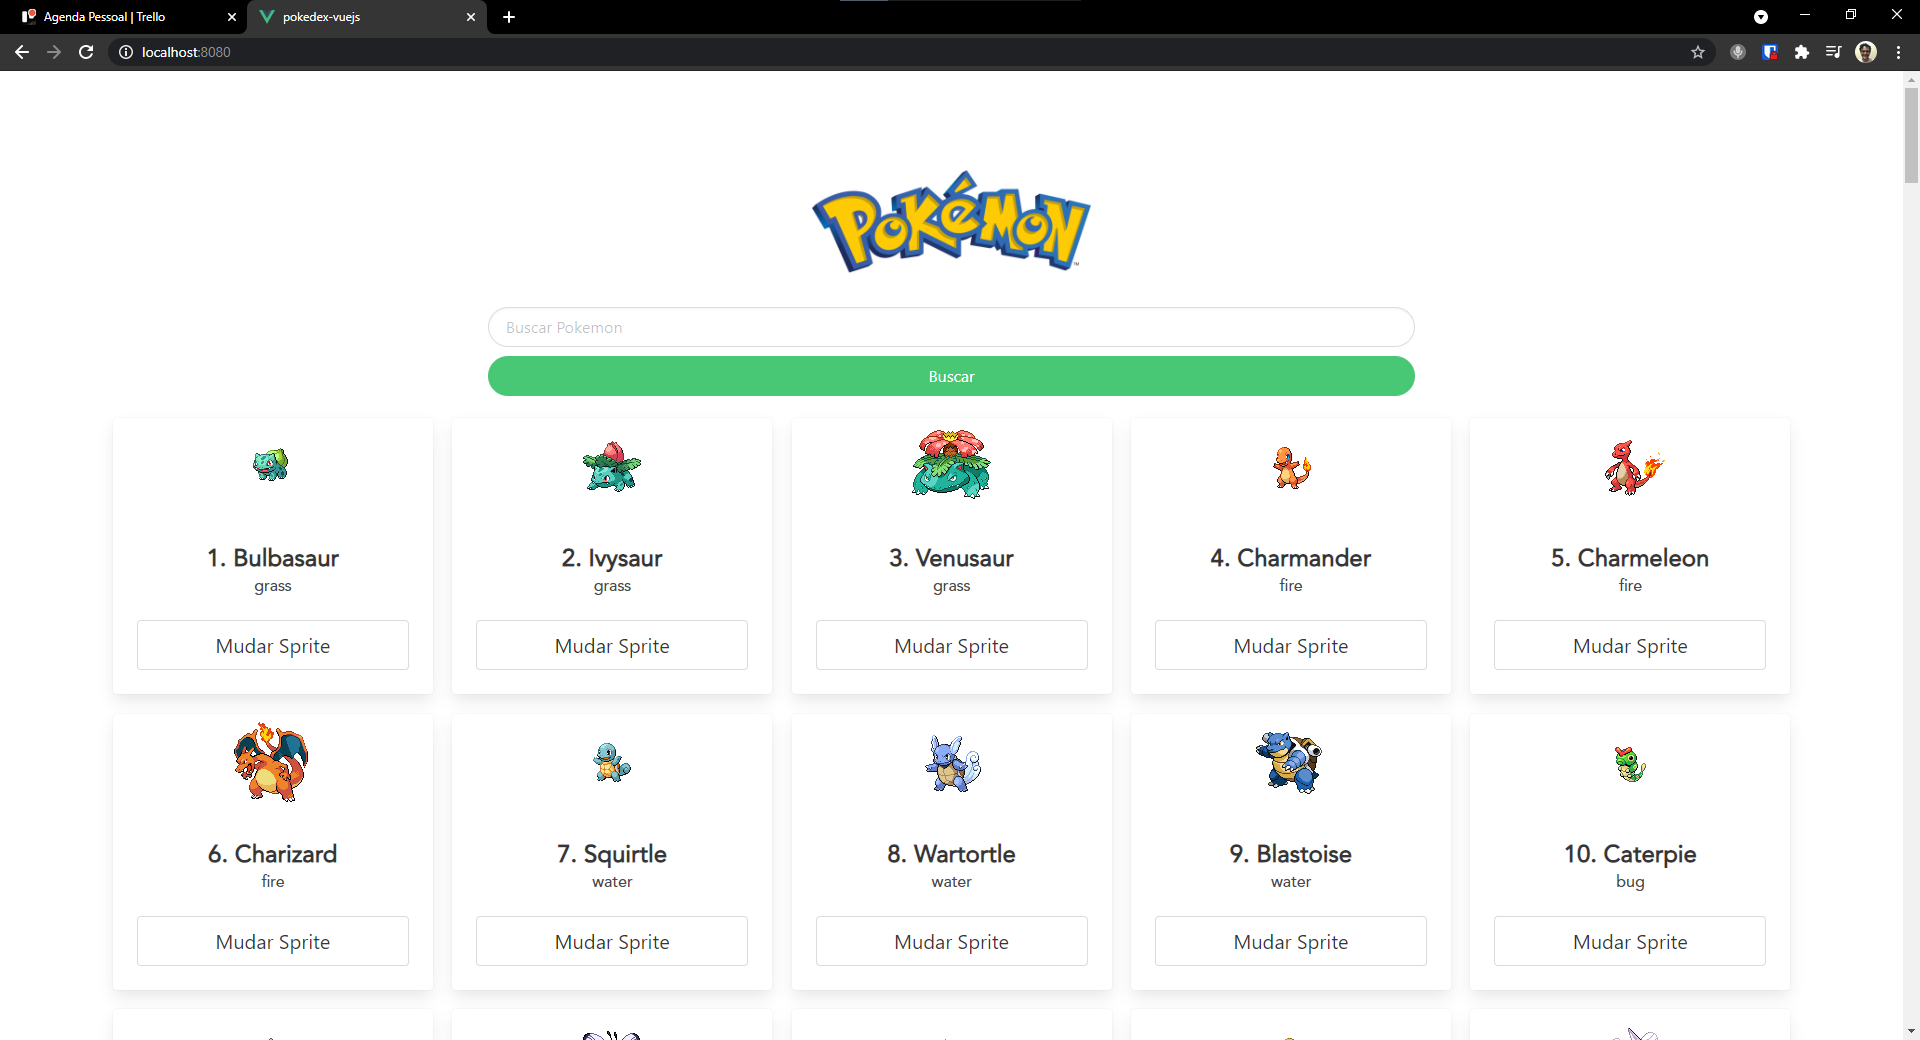 Agenda Pessoal | Trello
pokedex-vuejs
localhost:8080
POKéMON
™
Buscar Pokemon
Buscar
1. Bulbasaur
grass
Mudar Sprite
2. Ivysaur
grass
Mudar Sprite
3. Venusaur
grass
Mudar Sprite
4. Charmander
fire
Mudar Sprite
5. Charmeleon
fire
Mudar Sprite
6. Charizard
fire
Mudar Sprite
7. Squirtle
water
Mudar Sprite
8. Wartortle
water
Mudar Sprite
9. Blastoise
water
Mudar Sprite
10. Caterpie
bug
Mudar Sprite